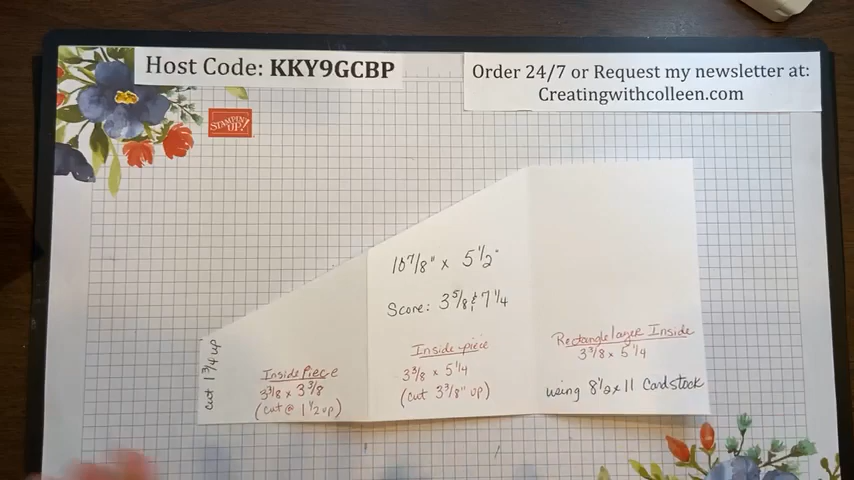 Host Code: KKY9GCBP
Order 24/7 or Request my newsletter at:
CreatingwithColleen.com
STAMPIN' UP!
10 7/8" x 5 1/2"
Score: 3 5/8 & 7 1/4
cut 1 3/4 up
Inside Piece
3 3/8 x 3 3/8
(cut @ 1 1/2 up)
Inside piece
3 3/8 x 5 1/4
(cut 3 3/8" up)
Rectangle layer Inside
3 3/8 x 5 1/4
using 8 1/2 x 11 Cardstock